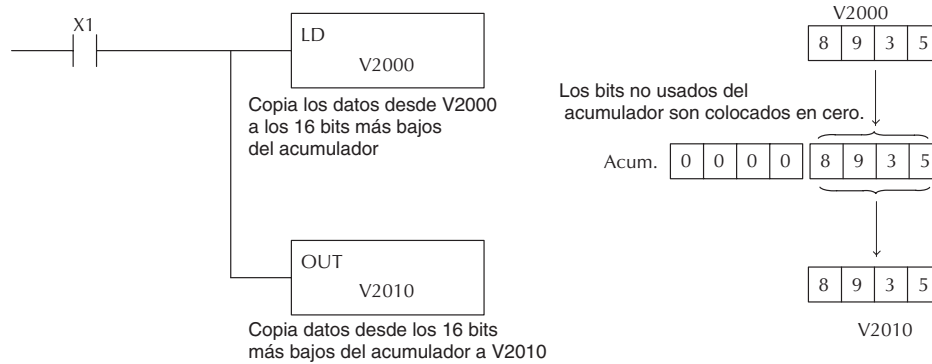 X1
LD
V2000
Copia los datos desde V2000
a los 16 bits más bajos
del acumulador
OUT
V2010
Copia datos desde los 16 bits
más bajos del acumulador a V2010
V2000
8 9 3 5
Los bits no usados del
acumulador son colocados en cero.
Acum. 0 0 0 0 8 9 3 5
8 9 3 5
V2010